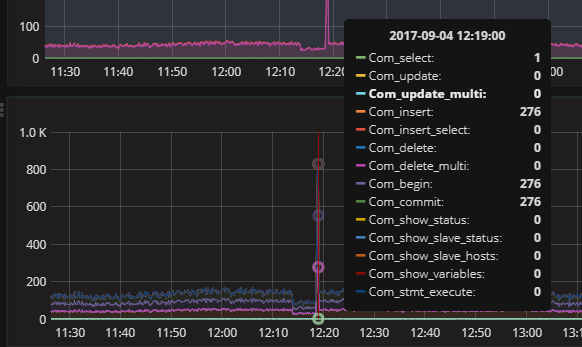 100
0
11:30 11:40 11:50 12:00 12:10 12:20
2017-09-04 12:19:00
Com_select: 1
Com_update: 0
Com_update_multi: 0
Com_insert: 276
Com_insert_select: 0
Com_delete: 0
Com_delete_multi: 0
Com_begin: 276
Com_commit: 276
Com_show_status: 0
Com_show_slave_status: 0
Com_show_slave_hosts: 0
Com_show_variables: 0
Com_stmt_execute: 0
1.0 K
800
600
400
200
0
11:30 11:40 11:50 12:00 12:10 12:20 12:30 12:40 12:50 13:00 13:1